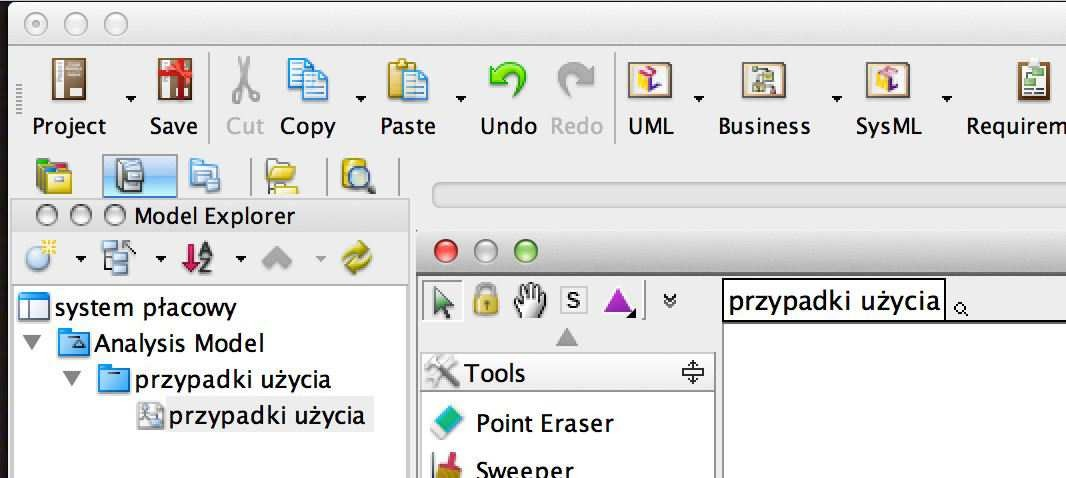 Project Save Cut Copy Paste Undo Redo UML Business SysML Requirem
Model Explorer
system płacowy
Analysis Model
przypadki użycia
przypadki użycia
S
przypadki użycia
Tools
Point Eraser
Sweeper